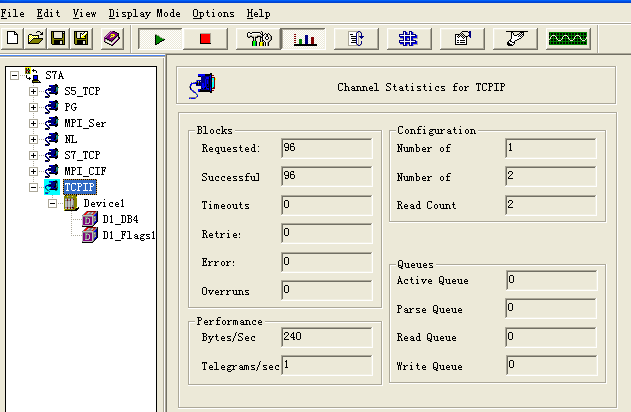 File Edit View Display Mode Options Help
S7A
S5_TCP
PG
MPI_Ser
NL
S7_TCP
MPI_CIF
TCPIP
Device1
D1_DB4
D1_Flags1
Channel Statistics for TCPIP
Blocks
Requested: 96
Successful 96
Timeouts 0
Retrie: 0
Error: 0
Overruns 0
Performance
Bytes/Sec 240
Telegrams/sec 1
Configuration
Number of 1
Number of 2
Read Count 2
Queues
Active Queue 0
Parse Queue 0
Read Queue 0
Write Queue 0